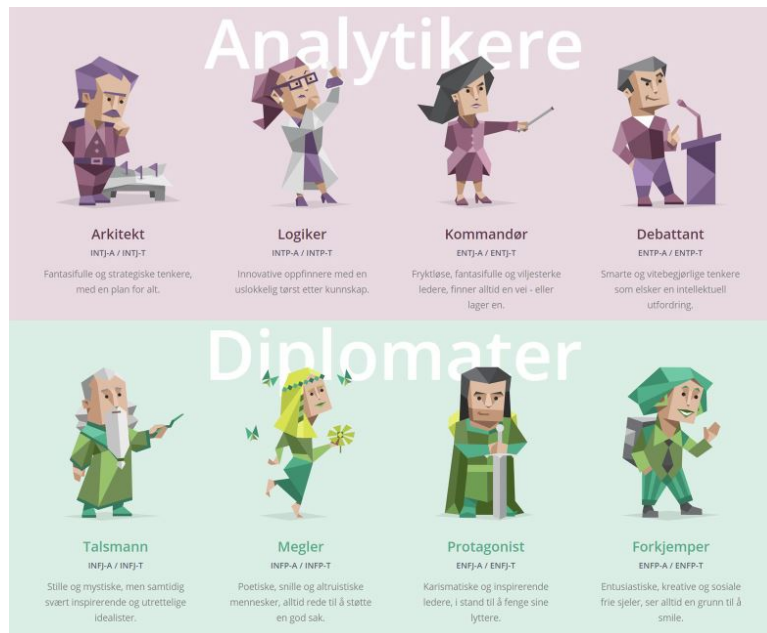 Analytikere
Arkitekt
INTJ-A / INTJ-T
Fantasifulle og strategiske tenkere,
med en plan for alt.
Logiker
INTP-A / INTP-T
Innovative oppfinnere med en
uslokkelig tørst etter kunnskap.
Kommandør
ENTJ-A / ENTJ-T
Fryktløse, fantasifulle og viljesterke
ledere, finner alltid en vei - eller
lager en.
Debattant
ENTP-A / ENTP-T
Smarte og vitebegjørlige tenkere
som elsker en intellektuell
utfordring.
Diplomater
Talsmann
INFJ-A / INFJ-T
Stille og mystiske, men samtidig
svært inspirerende og utrettelige
idealister.
Megler
INFP-A / INFP-T
Poetiske, snille og altruistiske
mennesker, alltid rede til å støtte
en god sak.
Protagonist
ENFJ-A / ENFJ-T
Karismatiske og inspirerende
ledere, i stand til å fenge sine
lyttere.
Forkjemper
ENFP-A / ENFP-T
Entusiastiske, kreative og sosiale
frie sjeler, ser alltid en grunn til å
smile.